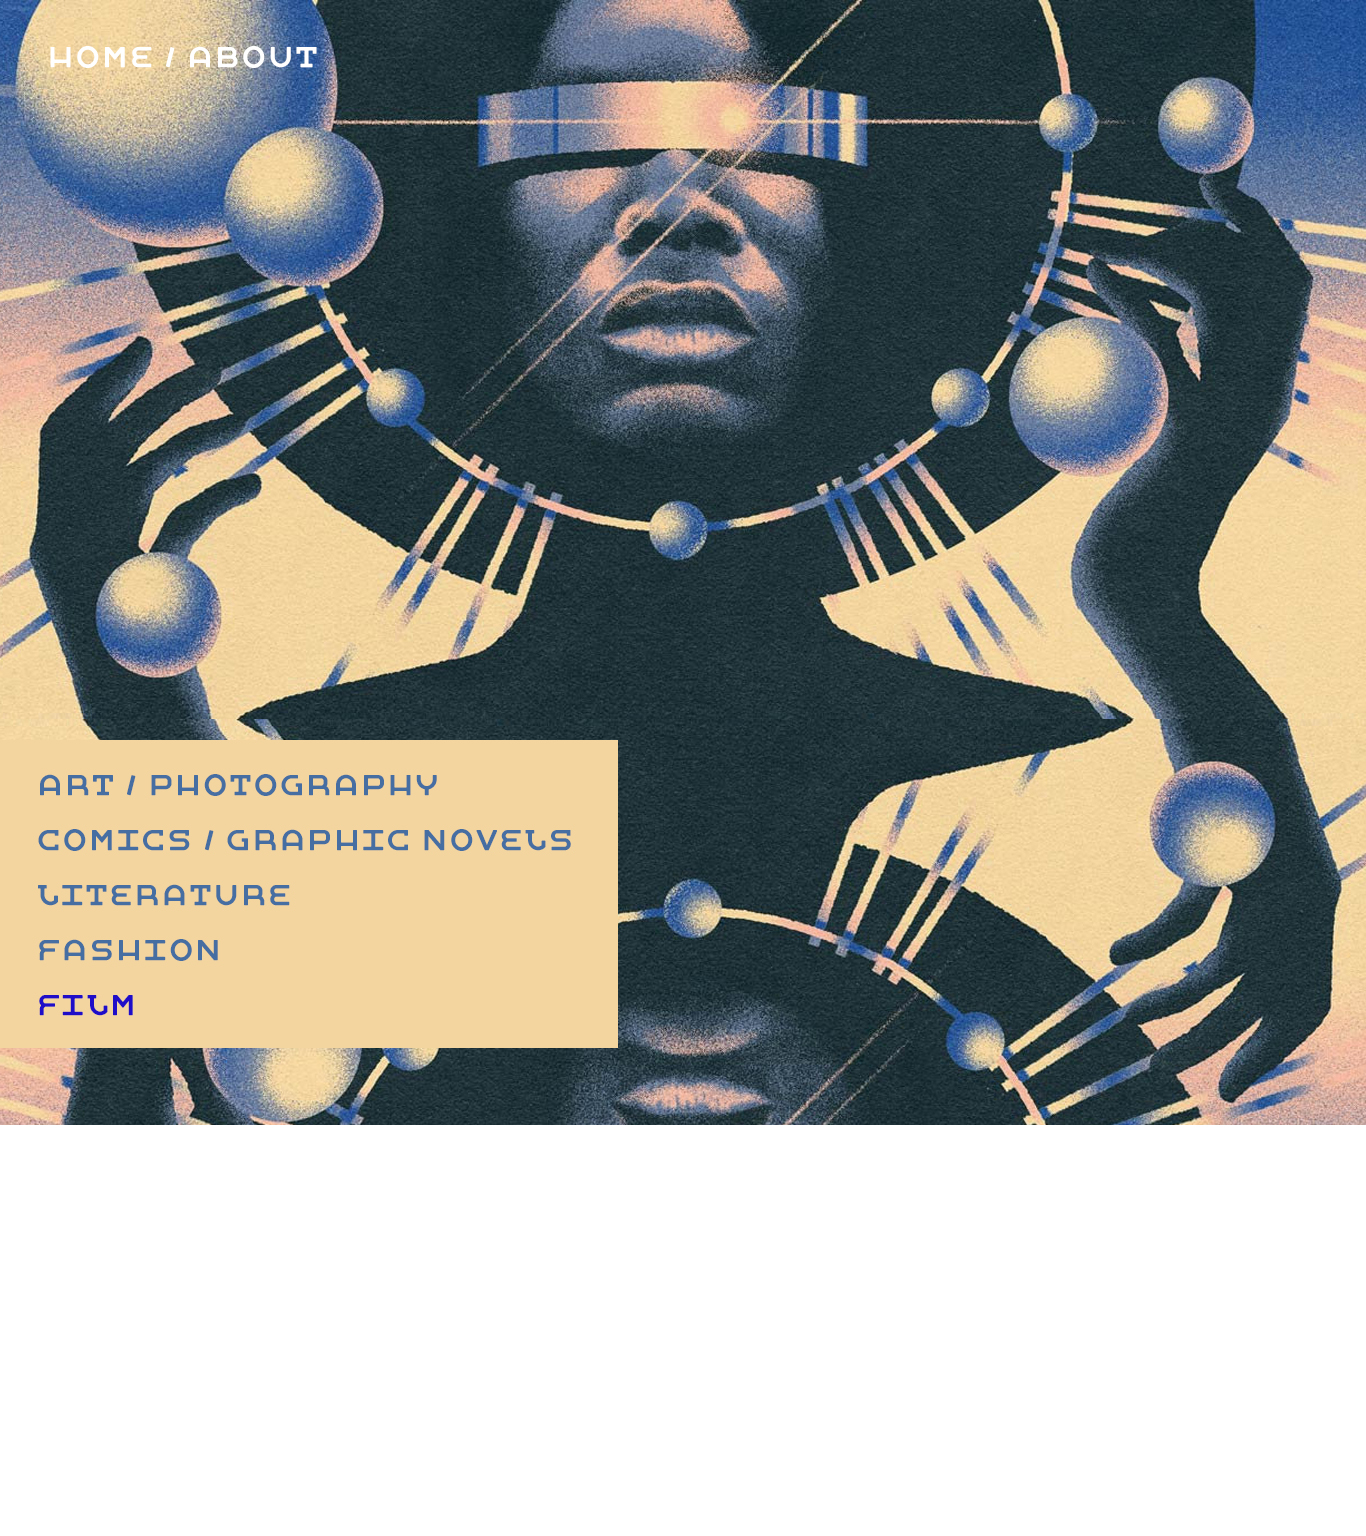 HOME / ABOUT
ART / PHOTOGRAPHY
COMICS / GRAPHIC NOVELS
LITERATURE
FASHION
FILM